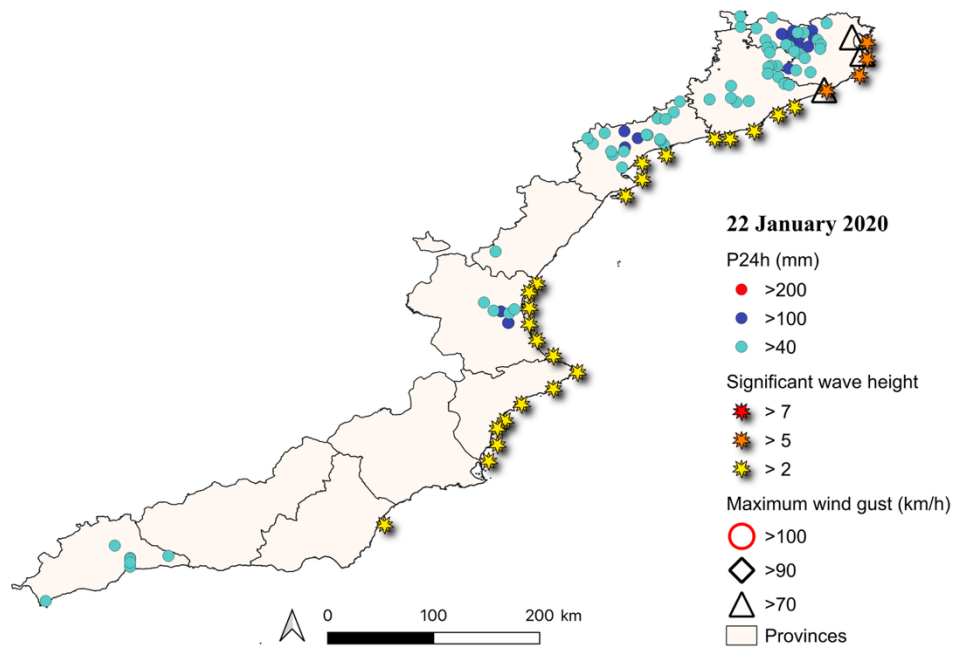 22 January 2020
P24h (mm)
>200
>100
>40
Significant wave height
> 7
> 5
> 2
Maximum wind gust (km/h)
>100
>90
>70
Provinces
0 100 200 km